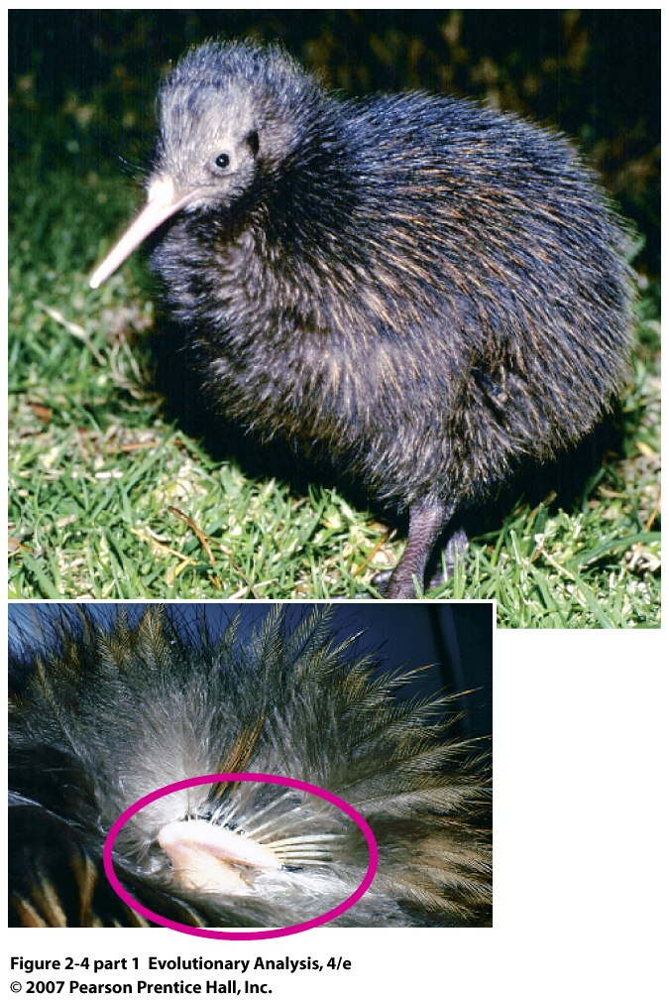 Figure 2-4 part 1 Evolutionary Analysis, 4/e
© 2007 Pearson Prentice Hall, Inc.